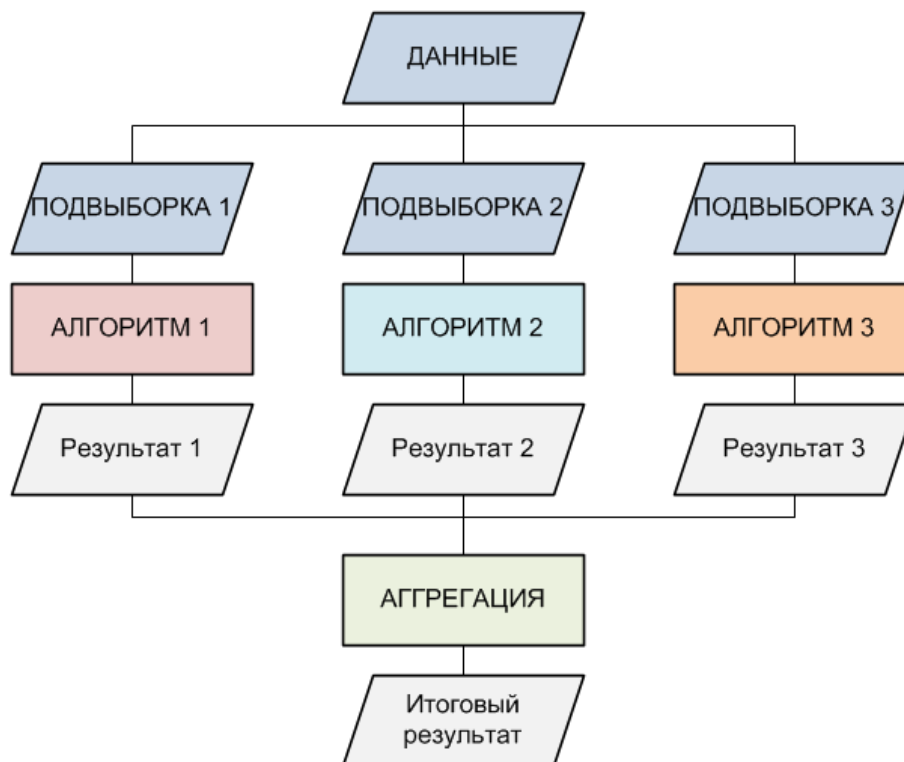 ДАННЫЕ
ПОДВЫБОРКА 1
ПОДВЫБОРКА 2
ПОДВЫБОРКА 3
АЛГОРИТМ 1
АЛГОРИТМ 2
АЛГОРИТМ 3
Результат 1
Результат 2
Результат 3
АГГРЕГАЦИЯ
Итоговый
результат